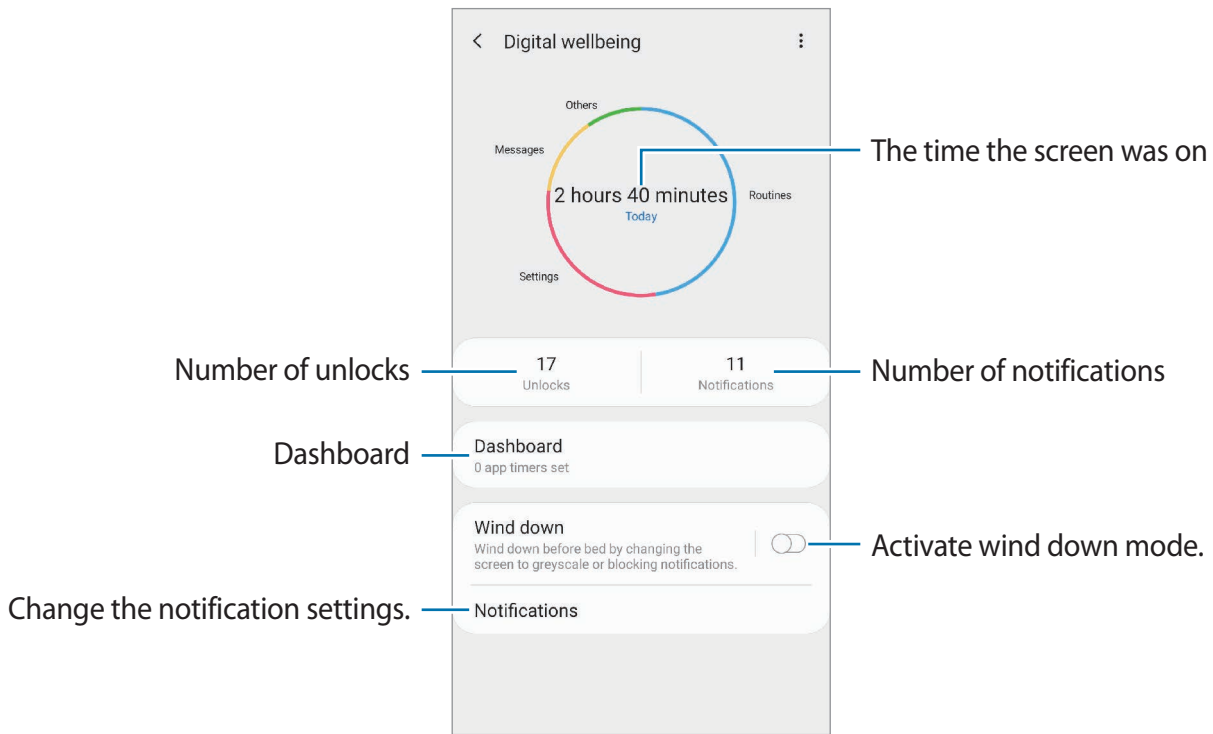 Digital wellbeing
Others
Messages
The time the screen was on
2 hours 40 minutes
Routines
Today
Settings
Number of unlocks
17
Unlocks
11
Notifications
Number of notifications
Dashboard
Dashboard
0 app timers set
Wind down
Wind down before bed by changing the
screen to greyscale or blocking notifications.
Activate wind down mode.
Change the notification settings.
Notifications